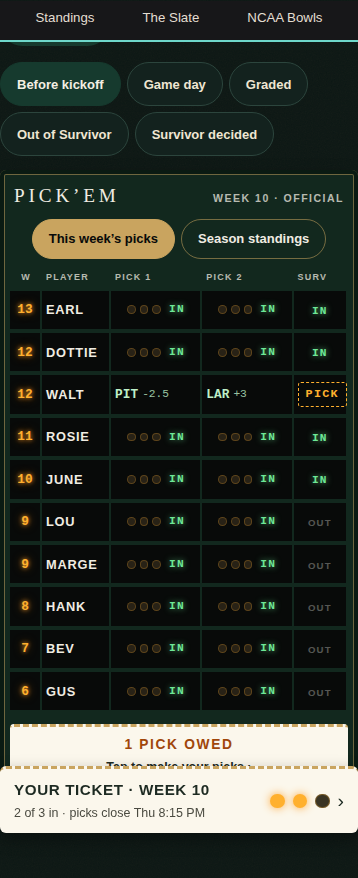 Standings The Slate NCAA Bowls
Before kickoff Game day Graded
Out of Survivor Survivor decided
PICK'EM WEEK 10 · OFFICIAL
This week's picks Season standings
W PLAYER PICK 1 PICK 2 SURV
13 EARL IN IN IN
12 DOTTIE IN IN IN
12 WALT PIT -2.5 LAR +3 PICK
11 ROSIE IN IN IN
10 JUNE IN IN IN
9 LOU IN IN OUT
9 MARGE IN IN OUT
8 HANK IN IN OUT
7 BEV IN IN OUT
6 GUS IN IN OUT
1 PICK OWED
Tap to make your picks ›
YOUR TICKET · WEEK 10
2 of 3 in · picks close Thu 8:15 PM ›